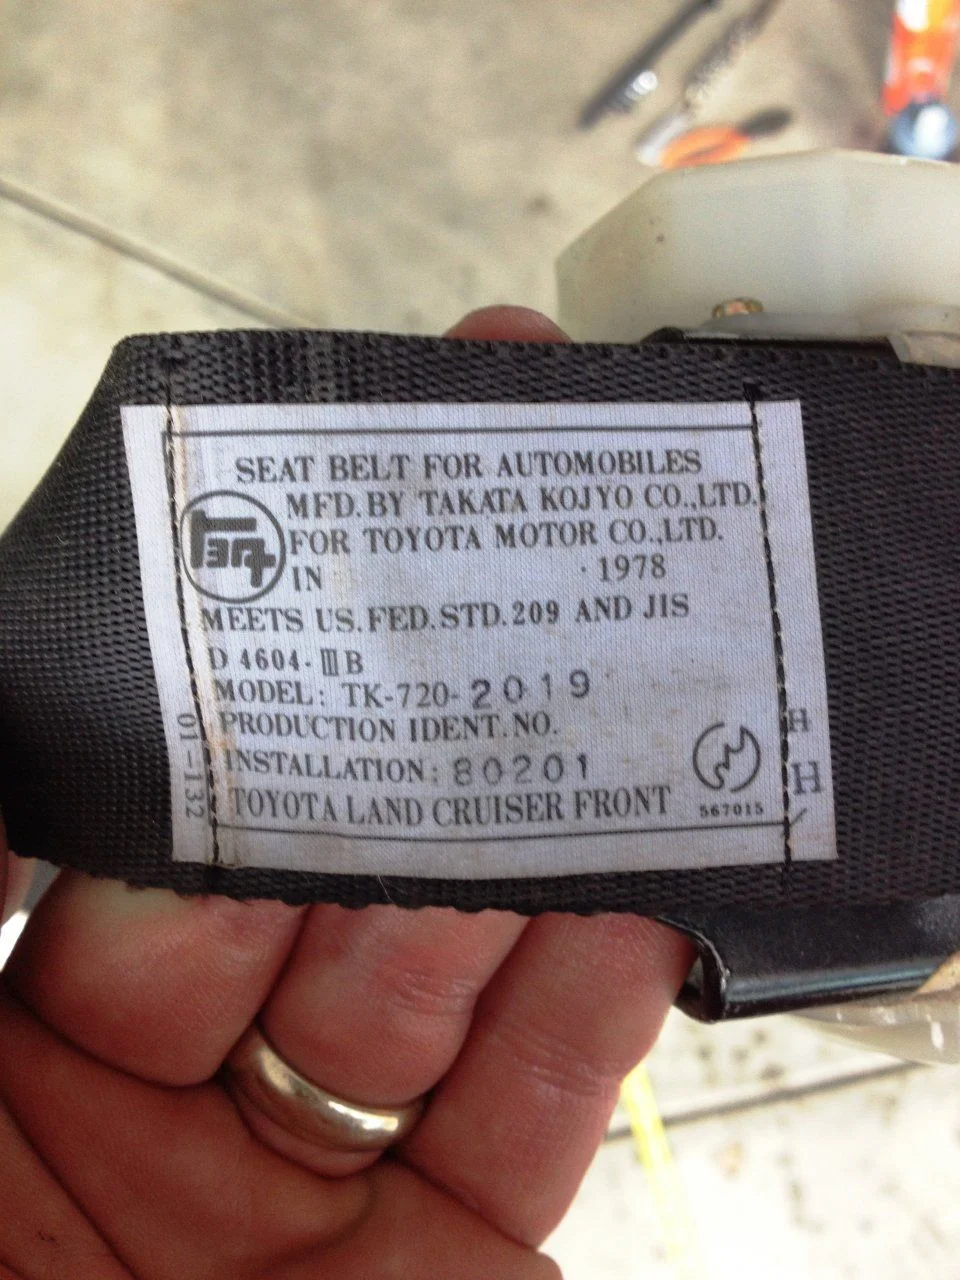 SEAT BELT FOR AUTOMOBILES
MFD.BY TAKATA KOJYO CO.,LTD.
FOR TOYOTA MOTOR CO.,LTD.
IN · 1978
MEETS US.FED.STD.209 AND JIS
D 4604-ⅢB
MODEL: TK-720-2019
PRODUCTION IDENT.NO.
INSTALLATION: 80201
TOYOTA LAND CRUISER FRONT
TEQ
567015
01-132
H
H